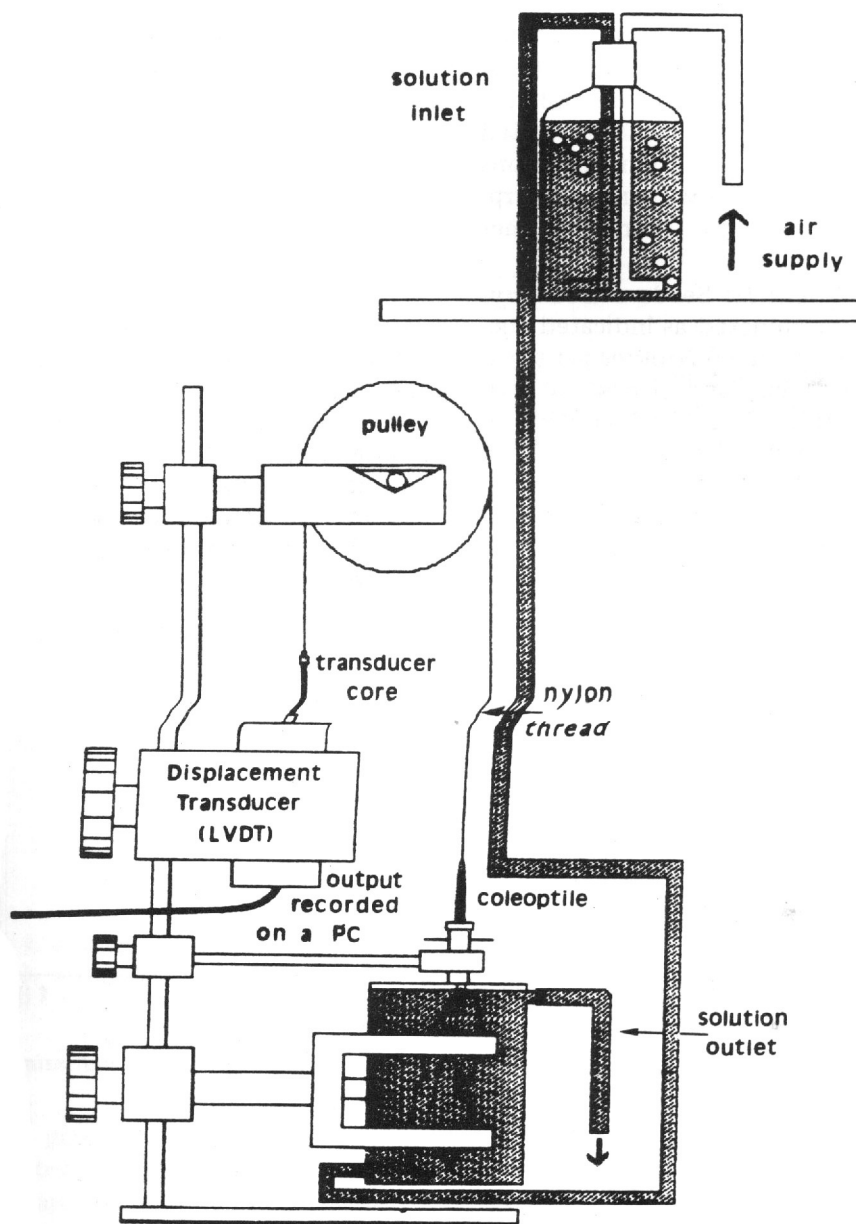 solution
inlet
air
supply
pulley
transducer
core
nylon
thread
Displacement
Transducer
(LVDT)
output
recorded
on a PC
coleoptile
solution
outlet